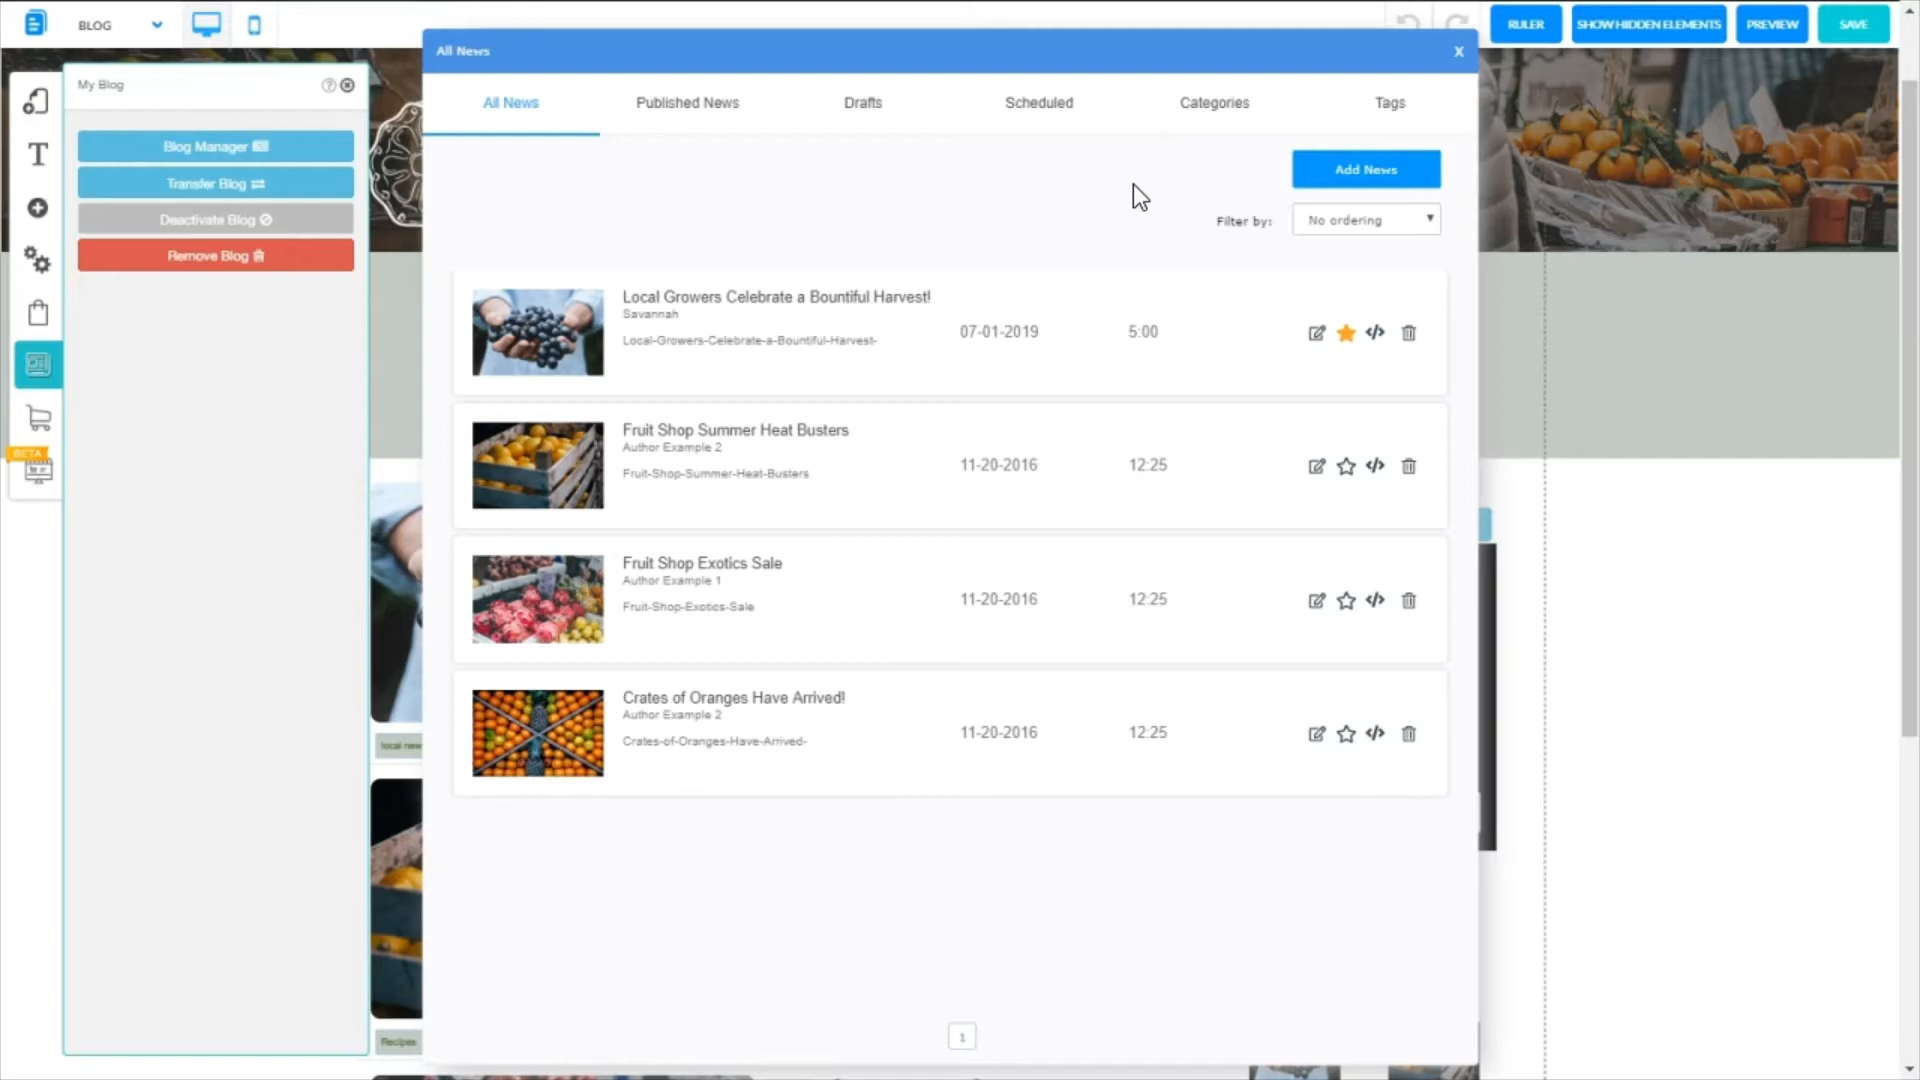 BLOG
RULER
SHOW HIDDEN ELEMENTS
PREVIEW
SAVE
All News
X
My Blog
?
Blog Manager
Transfer Blog
Deactivate Blog
Remove Blog
BETA
All News
Published News
Drafts
Scheduled
Categories
Tags
Add News
Filter by:
No ordering
Local Growers Celebrate a Bountiful Harvest!
Savannah
Local-Growers-Celebrate-a-Bountiful-Harvest-
07-01-2019
5:00
Fruit Shop Summer Heat Busters
Author Example 2
Fruit-Shop-Summer-Heat-Busters
11-20-2016
12:25
Fruit Shop Exotics Sale
Author Example 1
Fruit-Shop-Exotics-Sale
11-20-2016
12:25
Crates of Oranges Have Arrived!
Author Example 2
Crates-of-Oranges-Have-Arrived-
11-20-2016
12:25
local new
Recipes
1